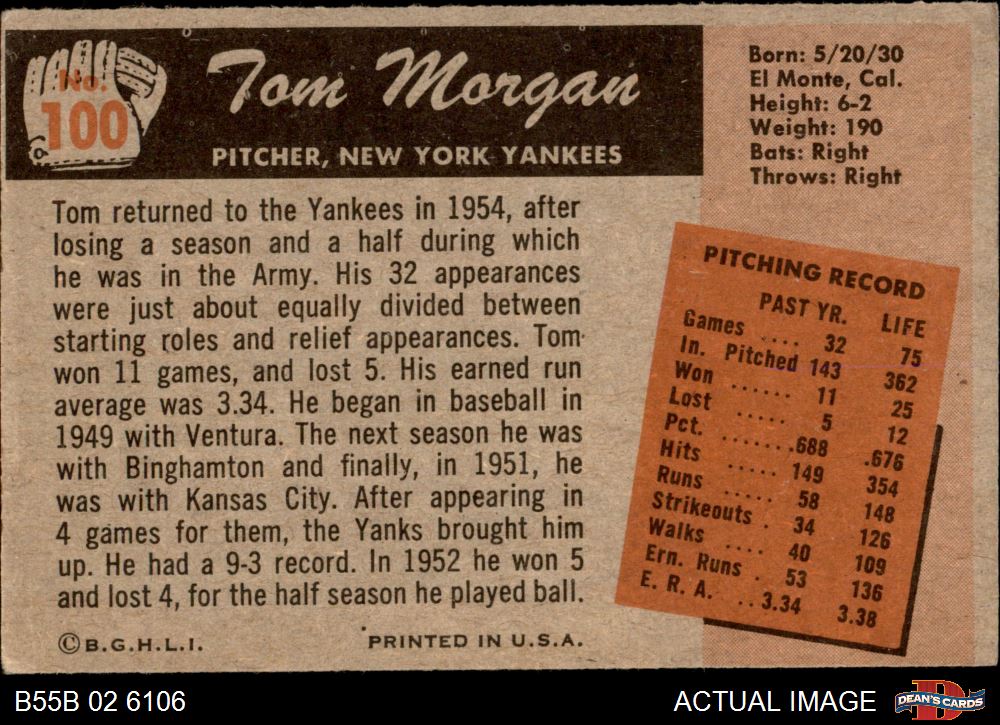 No.
100
Tom Morgan
PITCHER, NEW YORK YANKEES
Born: 5/20/30
El Monte, Cal.
Height: 6-2
Weight: 190
Bats: Right
Throws: Right
Tom returned to the Yankees in 1954, after
losing a season and a half during which
he was in the Army. His 32 appearances
were just about equally divided between
starting roles and relief appearances. Tom
won 11 games, and lost 5. His earned run
average was 3.34. He began in baseball in
1949 with Ventura. The next season he was
with Binghamton and finally, in 1951, he
was with Kansas City. After appearing in
4 games for them, the Yanks brought him
up. He had a 9-3 record. In 1952 he won 5
and lost 4, for the half season he played ball.
PITCHING RECORD
PAST YR. LIFE
Games .... 32 75
In. Pitched 143 362
Won ...... 11 25
Lost ..... 5 12
Pct. .......688 .676
Hits ..... 149 354
Runs ..... 58 148
Strikeouts . 34 126
Walks .... 40 109
Ern. Runs . 53 136
E. R. A. ..3.34 3.38
©B.G.H.L.I. PRINTED IN U.S.A.
B55B 02 6106 ACTUAL IMAGE
D
DEAN'S CARDS